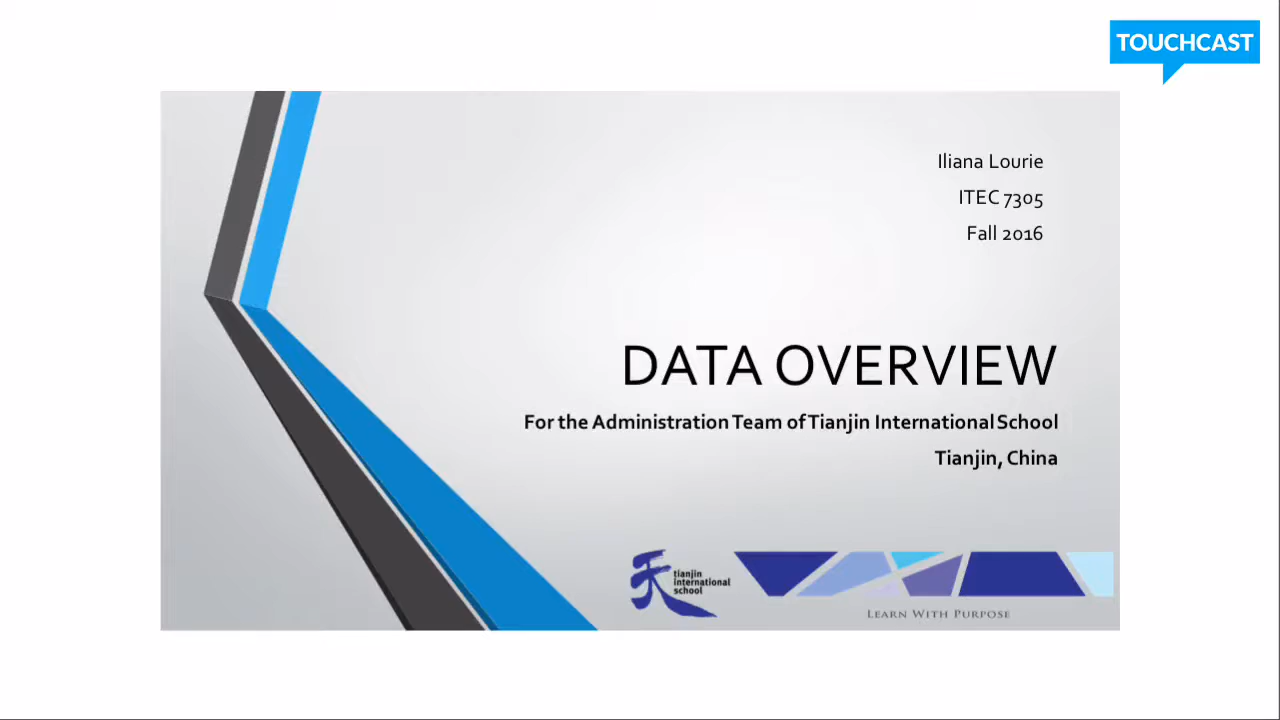 TOUCHCAST
Iliana Lourie
ITEC 7305
Fall 2016
DATA OVERVIEW
For the Administration Team of Tianjin International School
Tianjin, China
天
tianjin
international
school
LEARN WITH PURPOSE